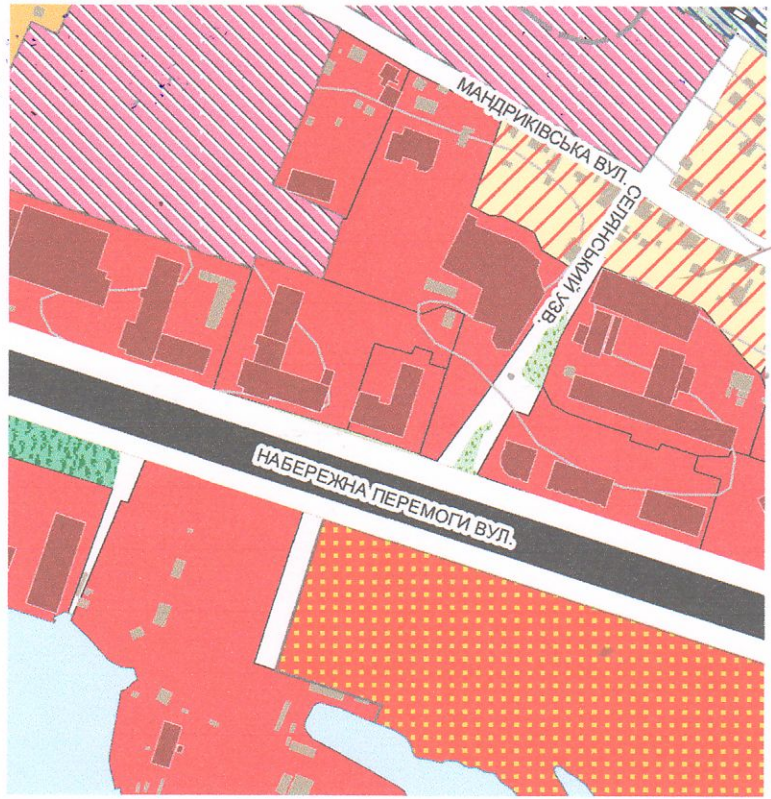 МАНДРИКІВСЬКА ВУЛ.
СЕЛЯНСЬКИЙ УЗВ.
НАБЕРЕЖНА ПЕРЕМОГИ ВУЛ.